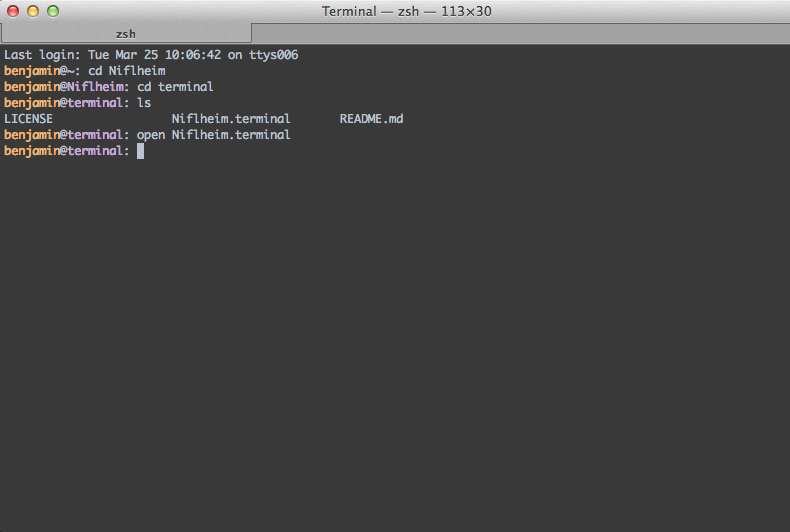 Terminal — zsh — 113×30
zsh
Last login: Tue Mar 25 10:06:42 on ttys006
benjamin@~: cd Niflheim
benjamin@Niflheim: cd terminal
benjamin@terminal: ls
LICENSE                 Niflheim.terminal       README.md
benjamin@terminal: open Niflheim.terminal
benjamin@terminal: